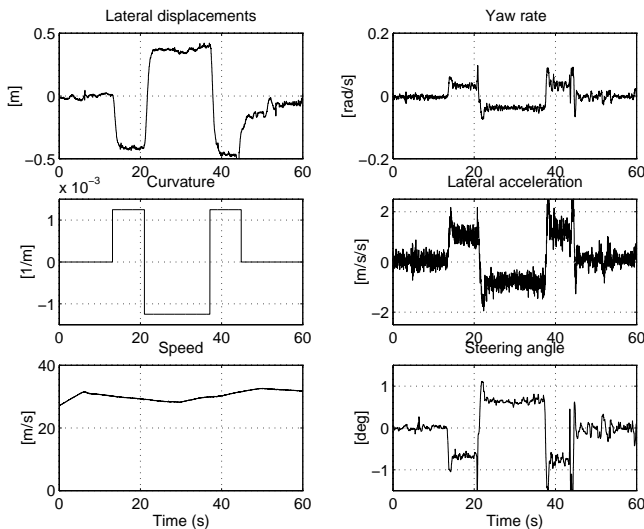 Lateral displacements
0.5
0
−0.5
[m]
0 20 40 60
x 10⁻³
Curvature
1
0
−1
[1/m]
0 20 40 60
Speed
40
20
0
[m/s]
0 20 40 60
Time (s)
Yaw rate
0.2
0
−0.2
[rad/s]
0 20 40 60
Lateral acceleration
2
0
−2
[m/s/s]
0 20 40 60
Steering angle
1
0
−1
[deg]
0 20 40 60
Time (s)